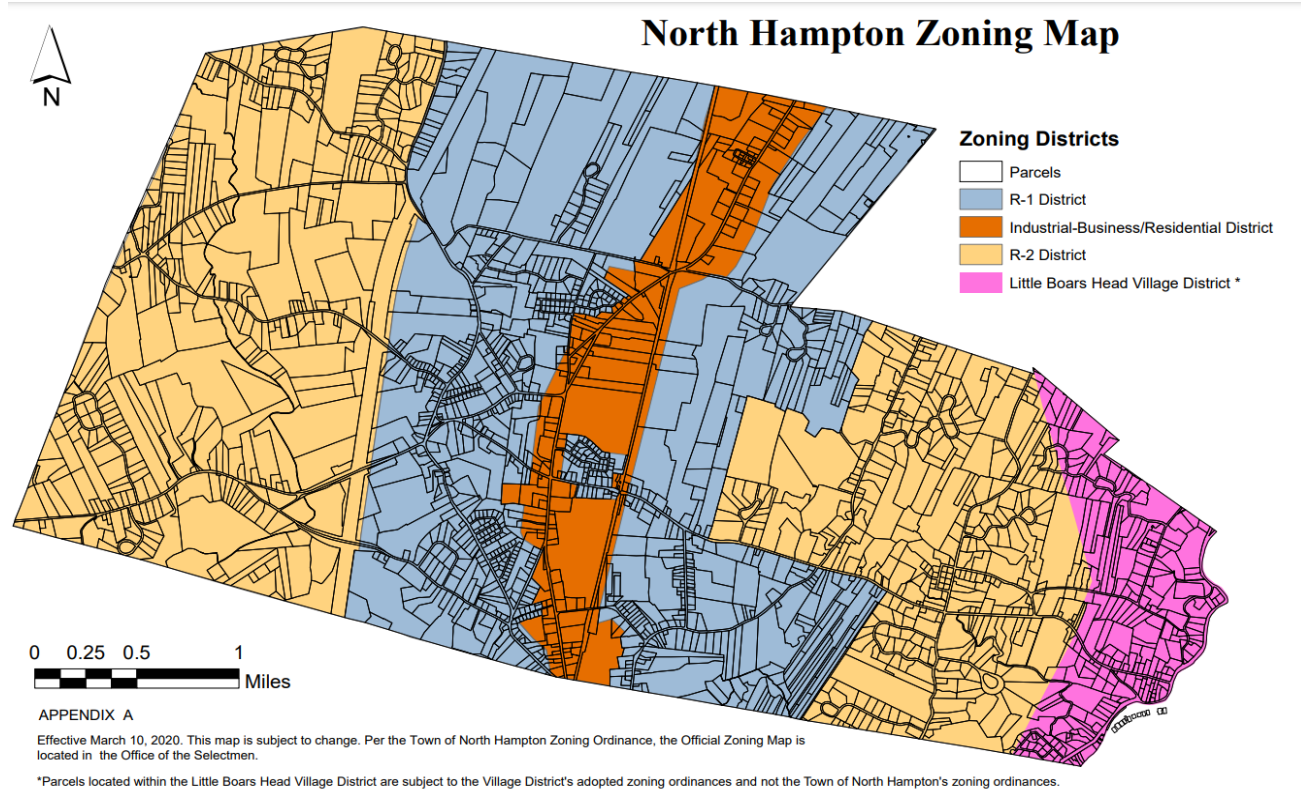 North Hampton Zoning Map
N
Zoning Districts
Parcels
R-1 District
Industrial-Business/Residential District
R-2 District
Little Boars Head Village District *
0 0.25 0.5 1
Miles
APPENDIX A
Effective March 10, 2020. This map is subject to change. Per the Town of North Hampton Zoning Ordinance, the Official Zoning Map is
located in the Office of the Selectmen.
*Parcels located within the Little Boars Head Village District are subject to the Village District's adopted zoning ordinances and not the Town of North Hampton's zoning ordinances.